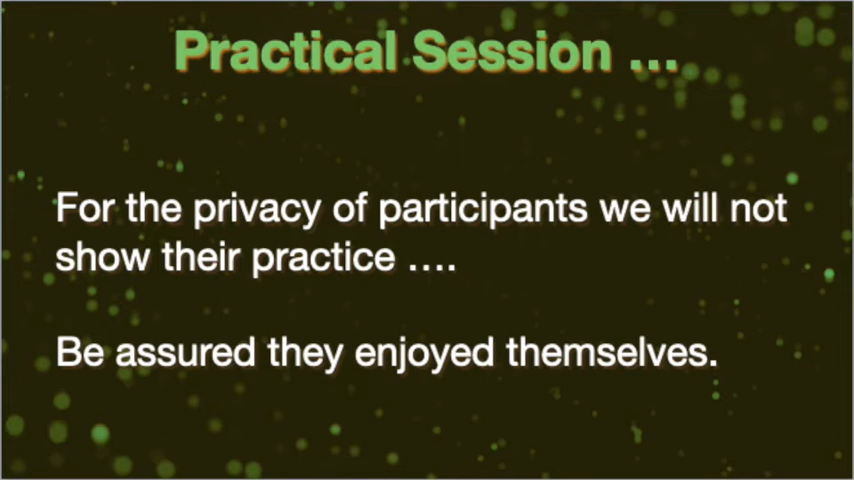 Practical Session ...
For the privacy of participants we will not
show their practice ....
Be assured they enjoyed themselves.